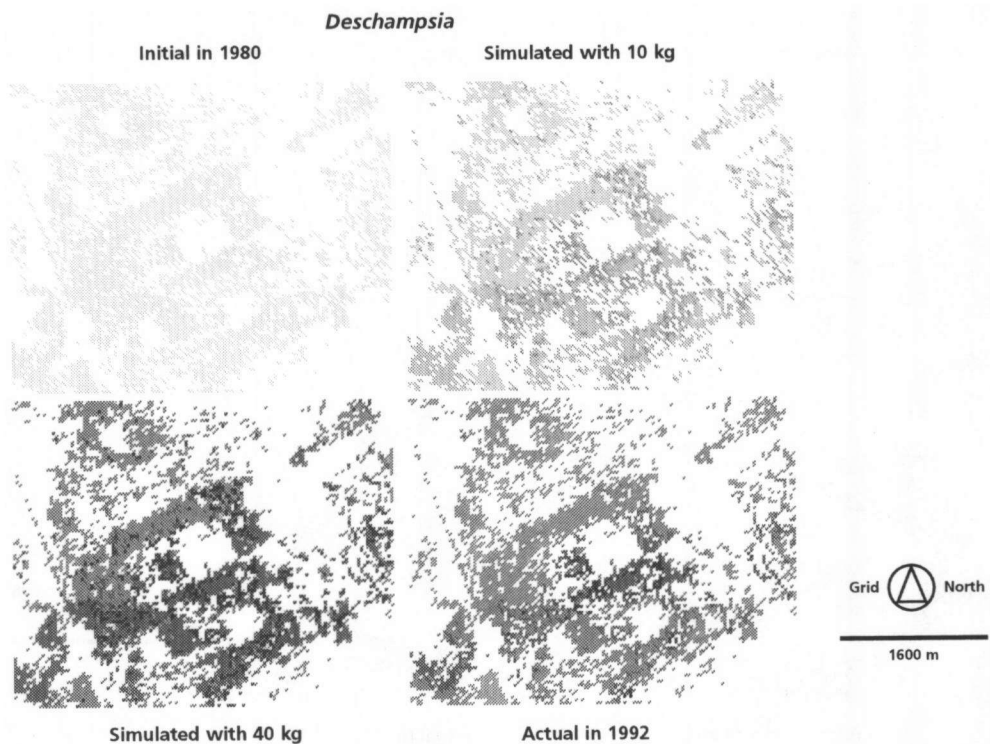 Deschampsia
Initial in 1980
Simulated with 10 kg
Grid North
1600 m
Simulated with 40 kg
Actual in 1992